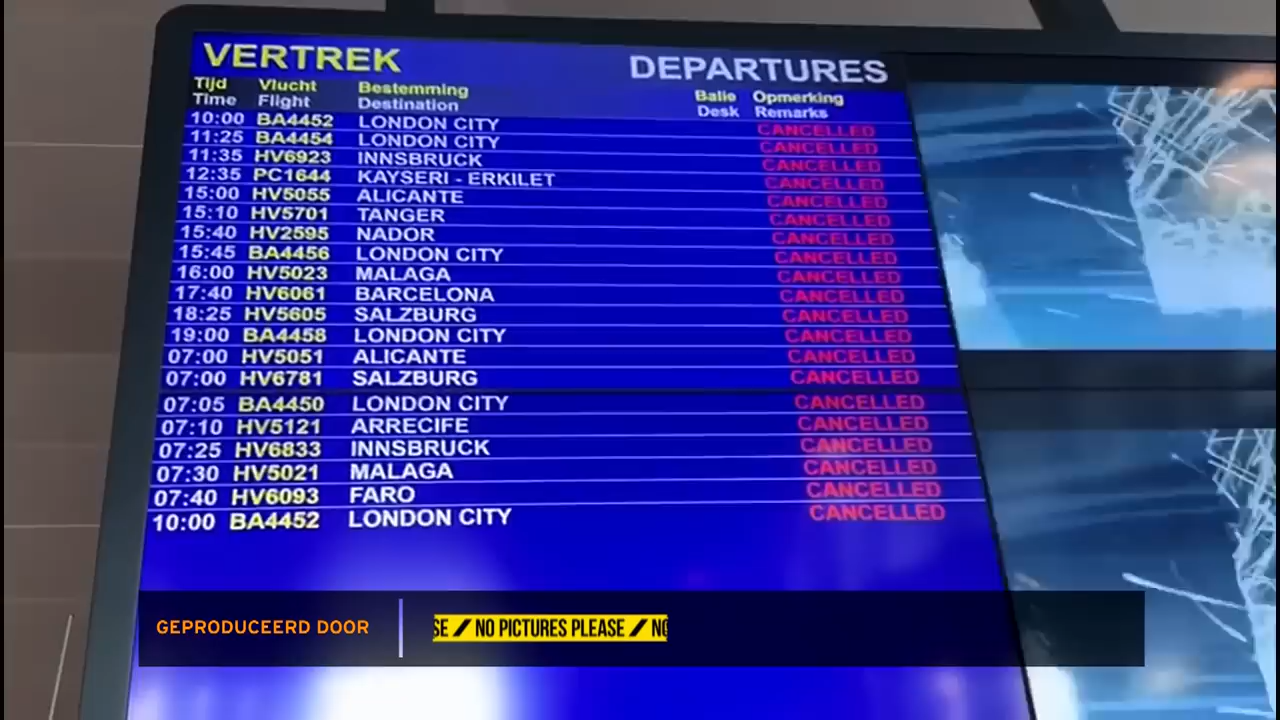 VERTREK DEPARTURES
Tijd Vlucht Bestemming Balie Opmerking
Time Flight Destination Desk Remarks
10:00 BA4452 LONDON CITY CANCELLED
11:25 BA4454 LONDON CITY CANCELLED
11:35 HV6923 INNSBRUCK CANCELLED
12:35 PC1644 KAYSERI - ERKILET CANCELLED
15:00 HV5055 ALICANTE CANCELLED
15:10 HV5701 TANGER CANCELLED
15:40 HV2595 NADOR CANCELLED
15:45 BA4456 LONDON CITY CANCELLED
16:00 HV5023 MALAGA CANCELLED
17:40 HV6061 BARCELONA CANCELLED
18:25 HV5605 SALZBURG CANCELLED
19:00 BA4458 LONDON CITY CANCELLED
07:00 HV5051 ALICANTE CANCELLED
07:00 HV6781 SALZBURG CANCELLED
07:05 BA4450 LONDON CITY CANCELLED
07:10 HV5121 ARRECIFE CANCELLED
07:25 HV6833 INNSBRUCK CANCELLED
07:30 HV5021 MALAGA CANCELLED
07:40 HV6093 FARO CANCELLED
10:00 BA4452 LONDON CITY CANCELLED
GEPRODUCEERD DOOR SE / NO PICTURES PLEASE / NO